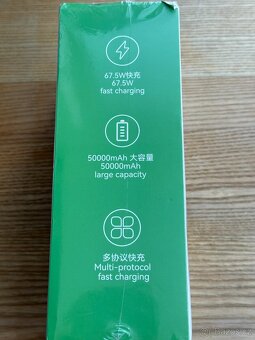 67.5W快充
67.5W
fast charging
50000mAh 大容量
50000mAh
large capacity
多协议快充
Multi-protocol
fast charging